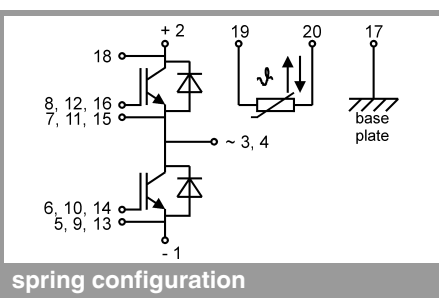 + 2
19
20
17
18
8, 12, 16
7, 11, 15
ϑ
base
plate
~ 3, 4
6, 10, 14
5, 9, 13
- 1
spring configuration